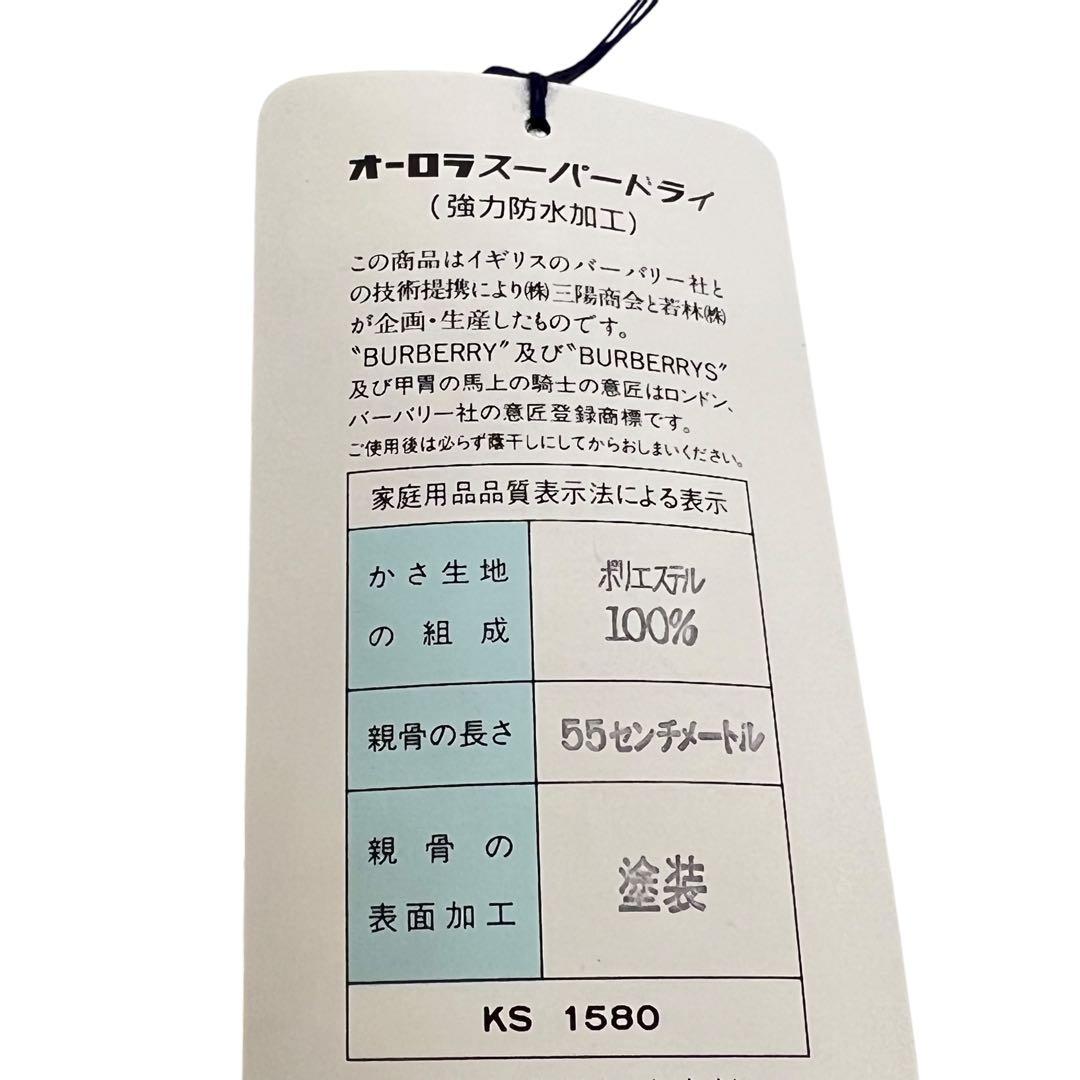 オーロラスーパードライ
(強力防水加工)
この商品はイギリスのバーバリー社と
の技術提携により㈱三陽商会と若林㈱
が企画・生産したものです。
“BURBERRY”及び“BURBERRYS”
及び甲冑の馬上の騎士の意匠はロンドン、
バーバリー社の意匠登録商標です。
ご使用後は必らず蔭干しにしてからおしまいください。
家庭用品品質表示法による表示
かさ生地
の組成
ポリエステル
100%
親骨の長さ
55センチメートル
親骨の
表面加工
塗装
KS 1580